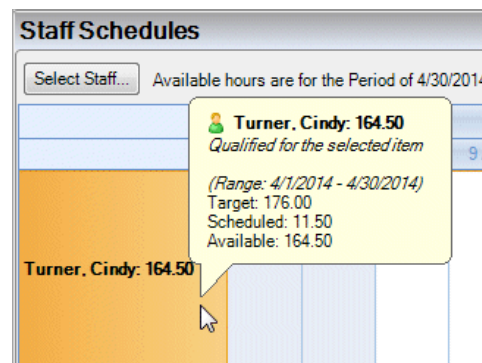 Staff Schedules
Select Staff... Available hours are for the Period of 4/30/2014
Turner, Cindy: 164.50
Qualified for the selected item
9
(Range: 4/1/2014 - 4/30/2014)
Target: 176.00
Scheduled: 11.50
Available: 164.50
Turner, Cindy: 164.50